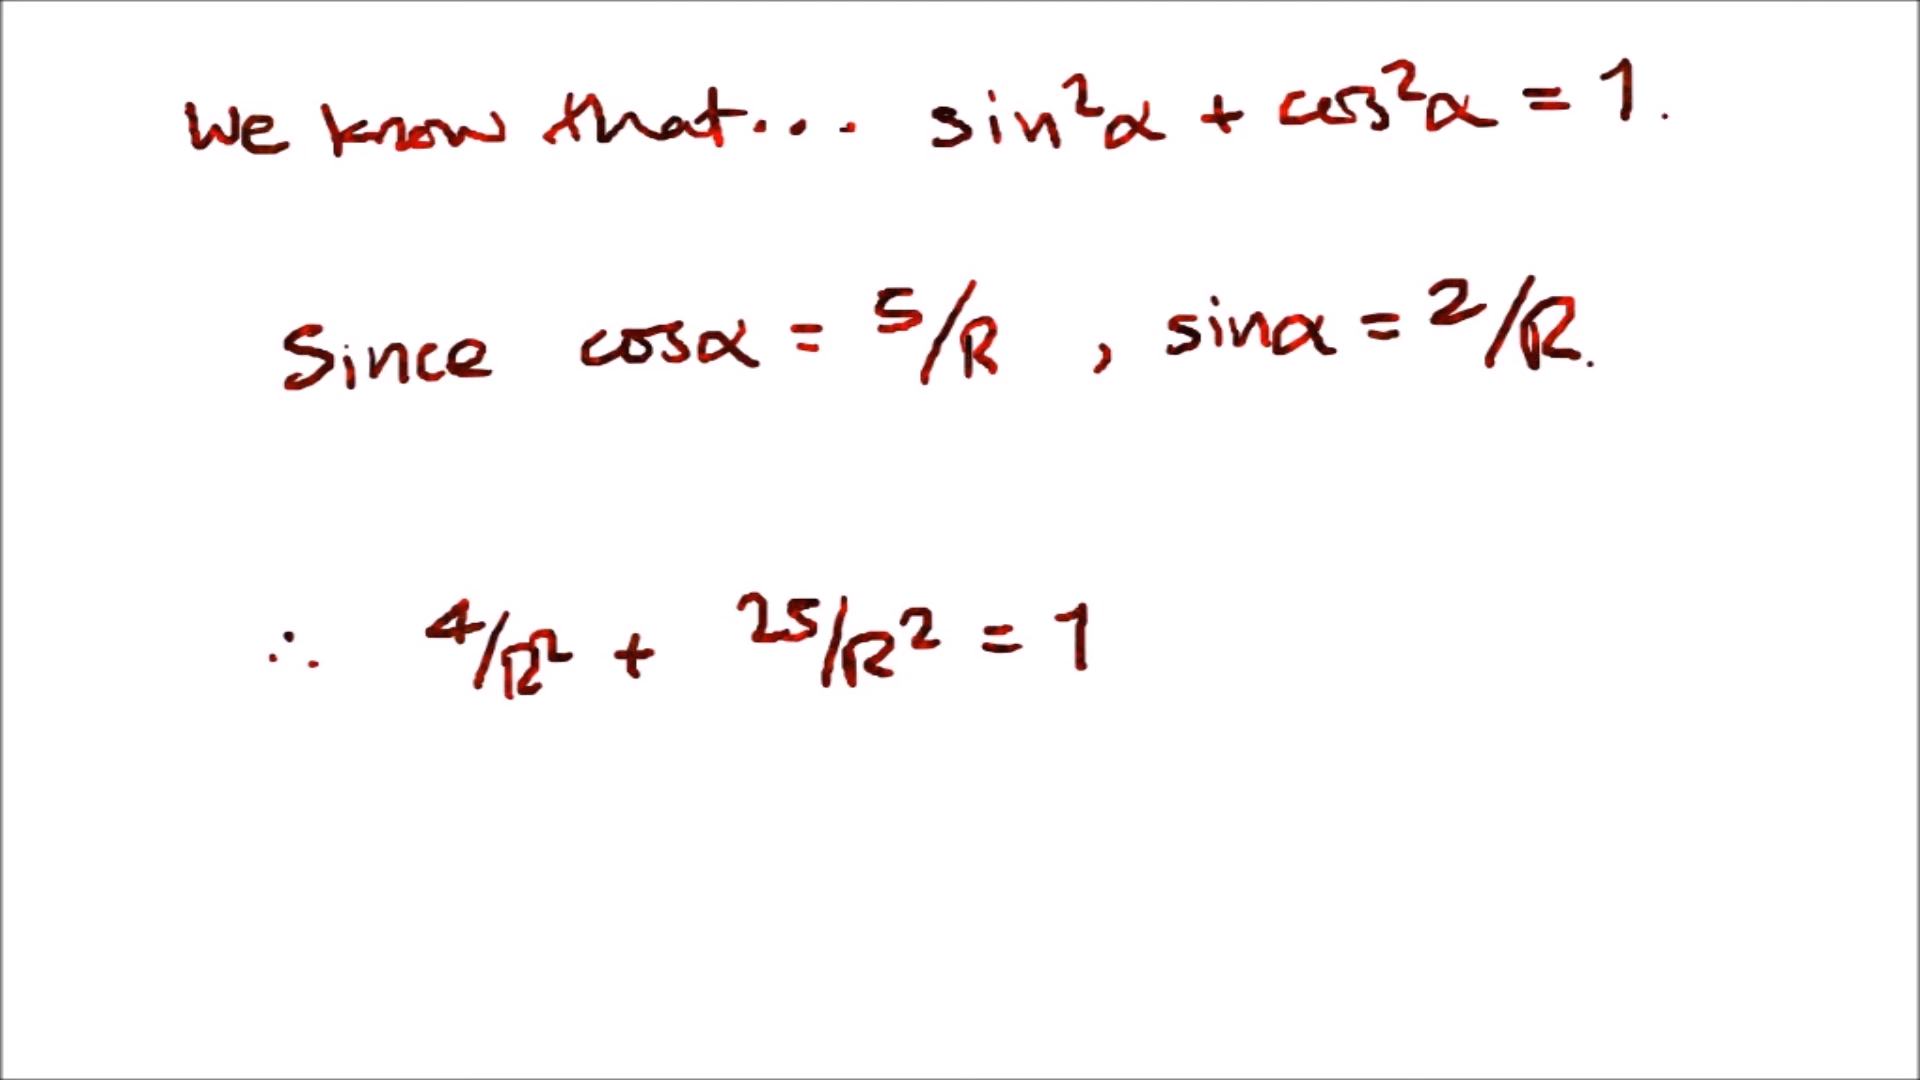 We know that... sin²α + cos²α = 1.
Since cosα = 5/R , sinα = 2/R.
∴ 4/R² + 25/R² = 1